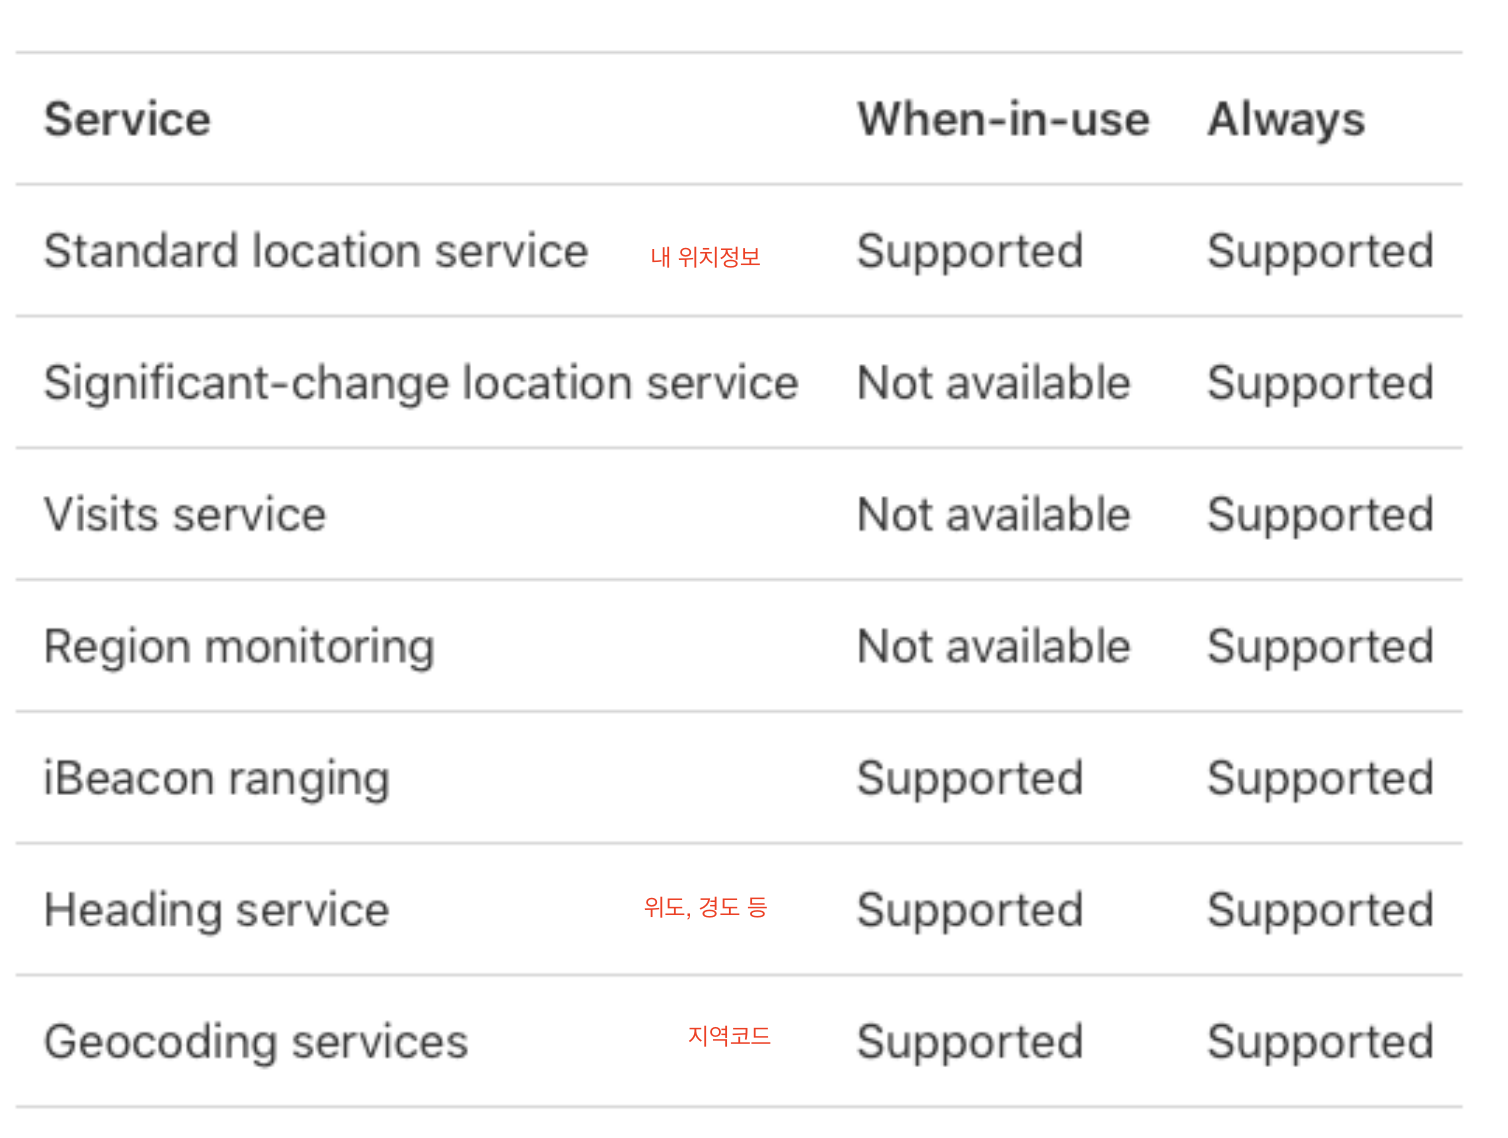 Service When-in-use Always
Standard location service 내 위치정보 Supported Supported
Significant-change location service Not available Supported
Visits service Not available Supported
Region monitoring Not available Supported
iBeacon ranging Supported Supported
Heading service 위도, 경도 등 Supported Supported
Geocoding services 지역코드 Supported Supported